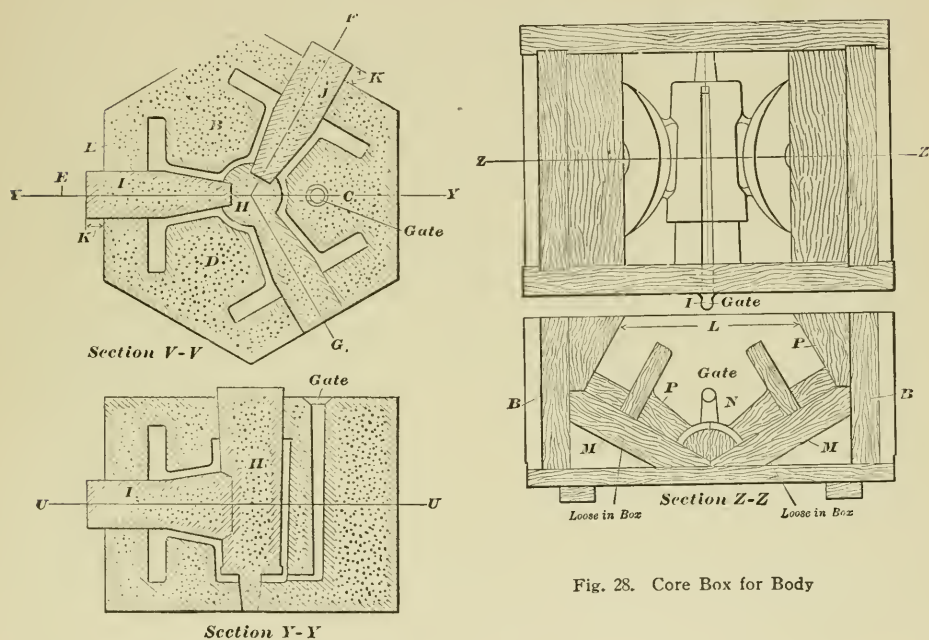 F
K
J
B
L
E
Y
I
H
C
Y
K
D
Gate
Section V-V
G.
Gate
H
U
I
U
Section Y-Y
Z
Z
I
Gate
L
P
Gate
B
P
N
B
M
M
Section Z-Z
Loose in Box
Loose in Box
Fig. 28. Core Box for Body